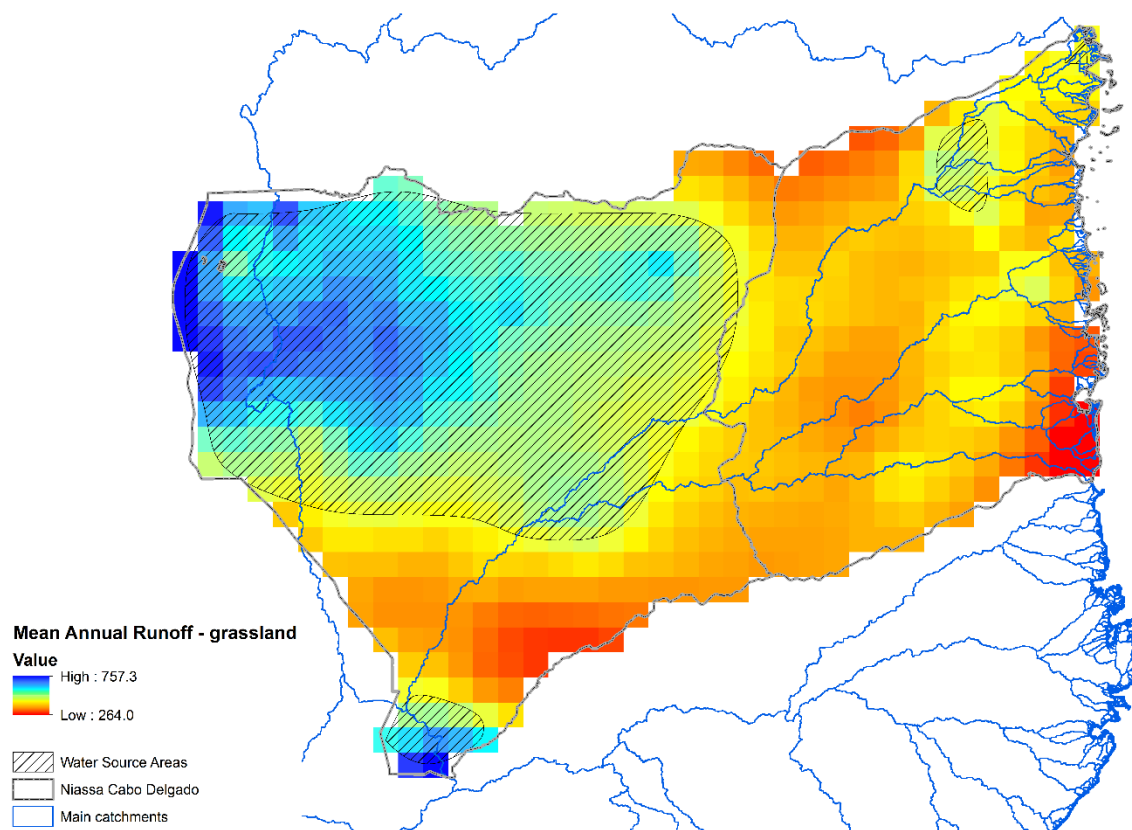 Mean Annual Runoff - grassland
Value
High : 757.3
Low : 264.0
Water Source Areas
Niassa Cabo Delgado
Main catchments